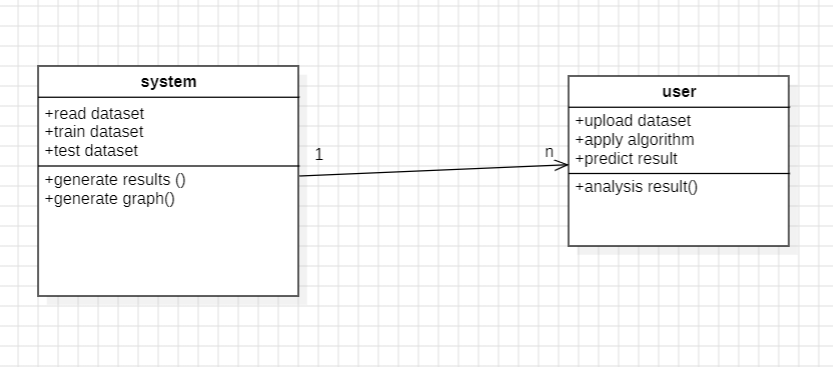 system
+read dataset
+train dataset
+test dataset
+generate results ()
+generate graph()
1
n
user
+upload dataset
+apply algorithm
+predict result
+analysis result()